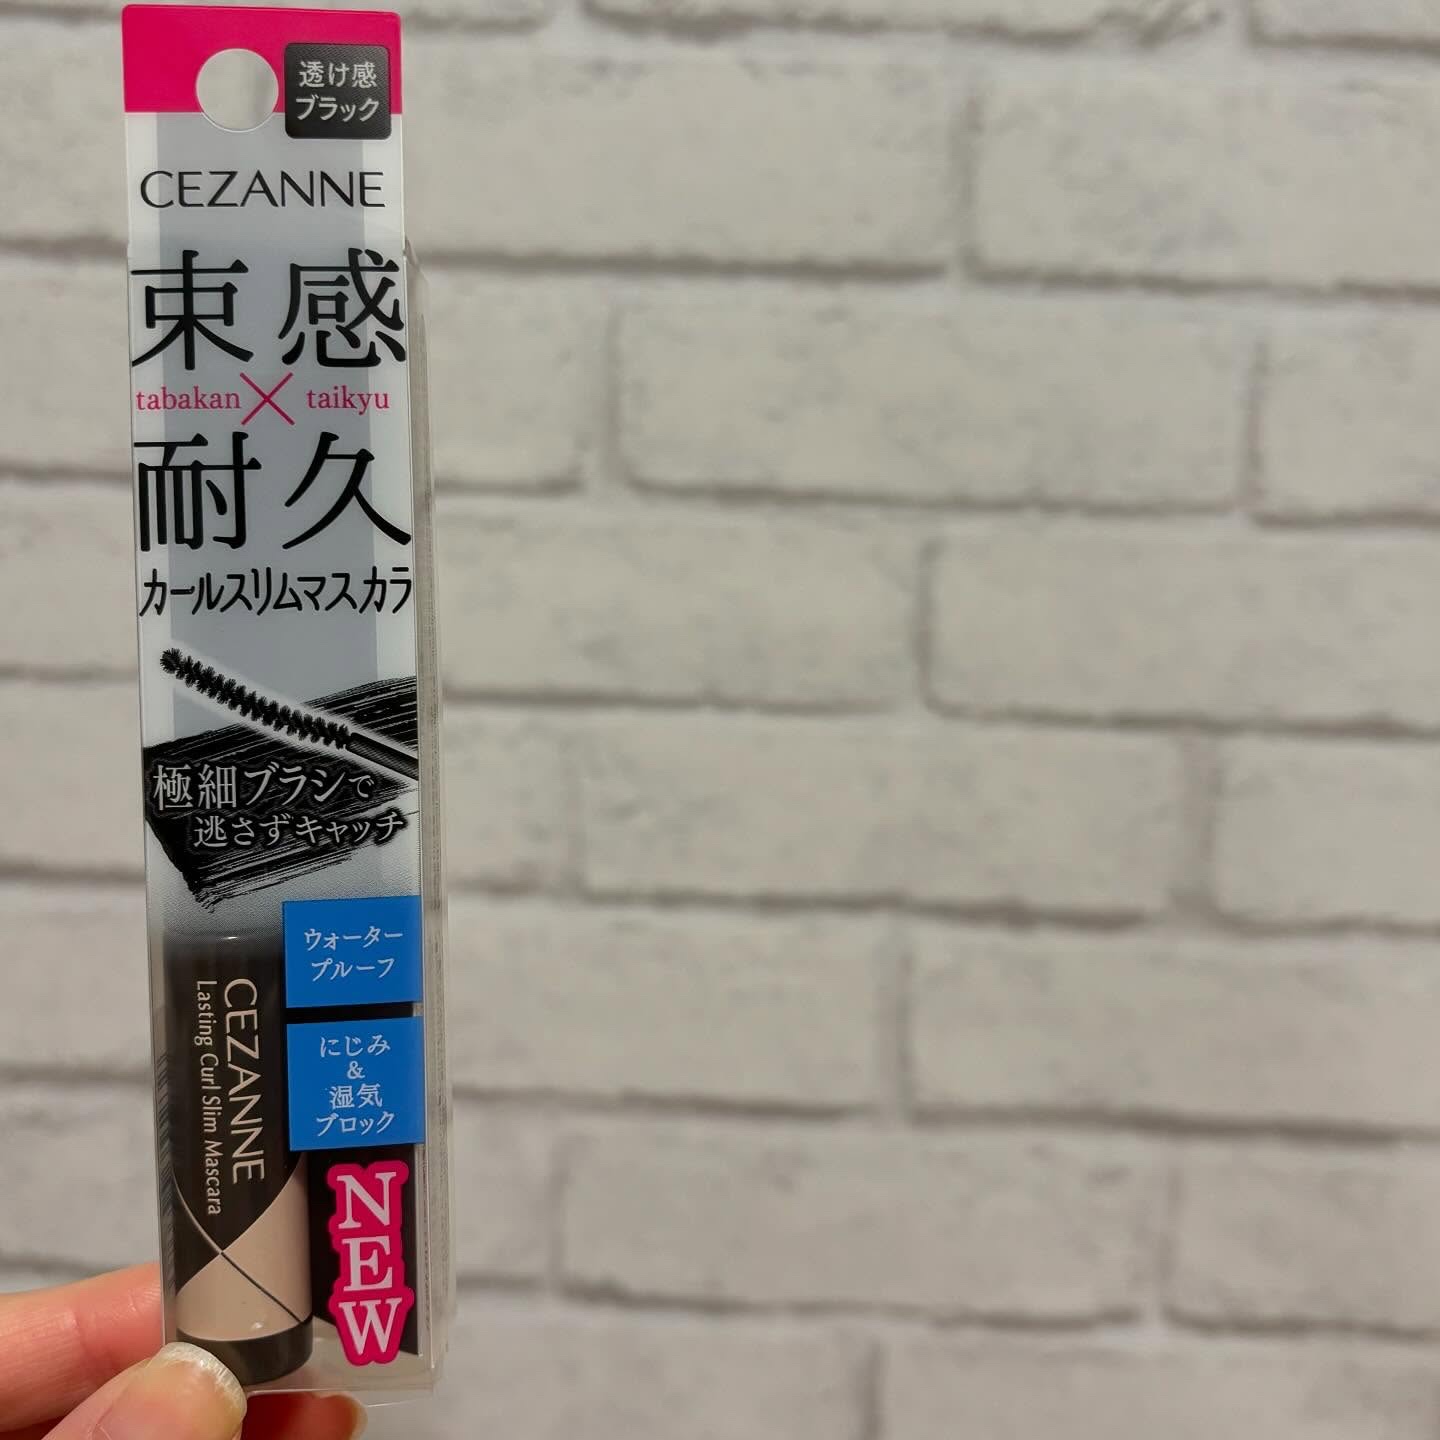 透け感
ブラック
CEZANNE
束感
tabakan × taikyu
耐久
カールスリムマスカラ
極細ブラシで
逃さずキャッチ
ウォーター
プルーフ
にじみ
&
湿気
ブロック
CEZANNE
Lasting Curl Slim Mascara
NEW